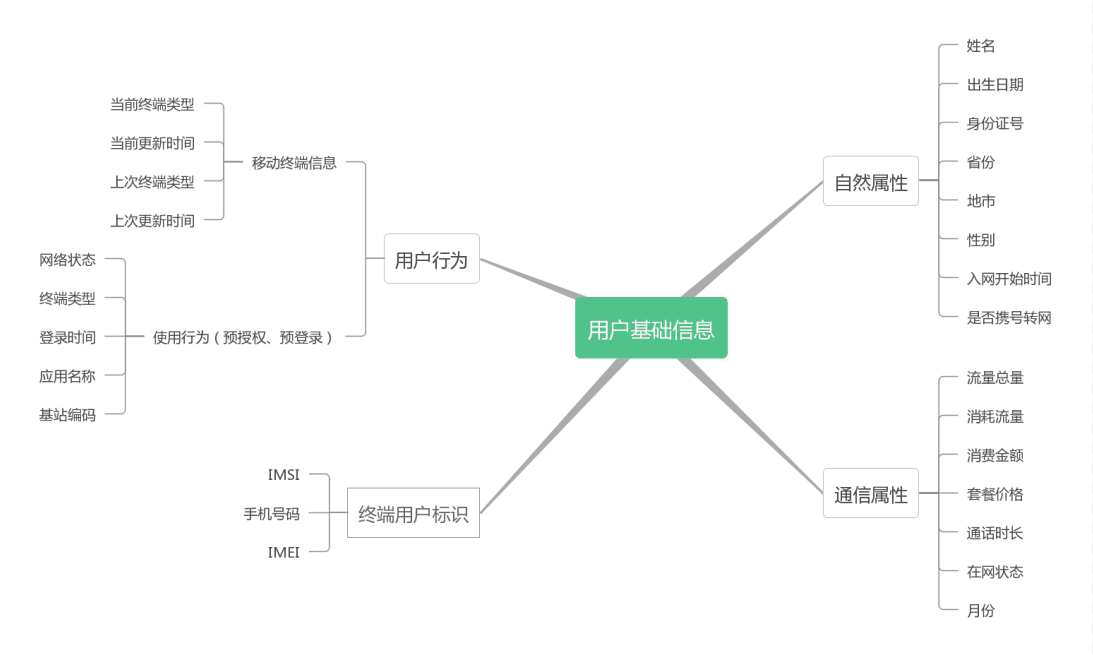 用户基础信息
自然属性
姓名
出生日期
身份证号
省份
地市
性别
入网开始时间
是否携号转网
通信属性
流量总量
消耗流量
消费金额
套餐价格
通话时长
在网状态
月份
用户行为
移动终端信息
当前终端类型
当前更新时间
上次终端类型
上次更新时间
使用行为（预授权、预登录）
网络状态
终端类型
登录时间
应用名称
基站编码
终端用户标识
IMSI
手机号码
IMEI